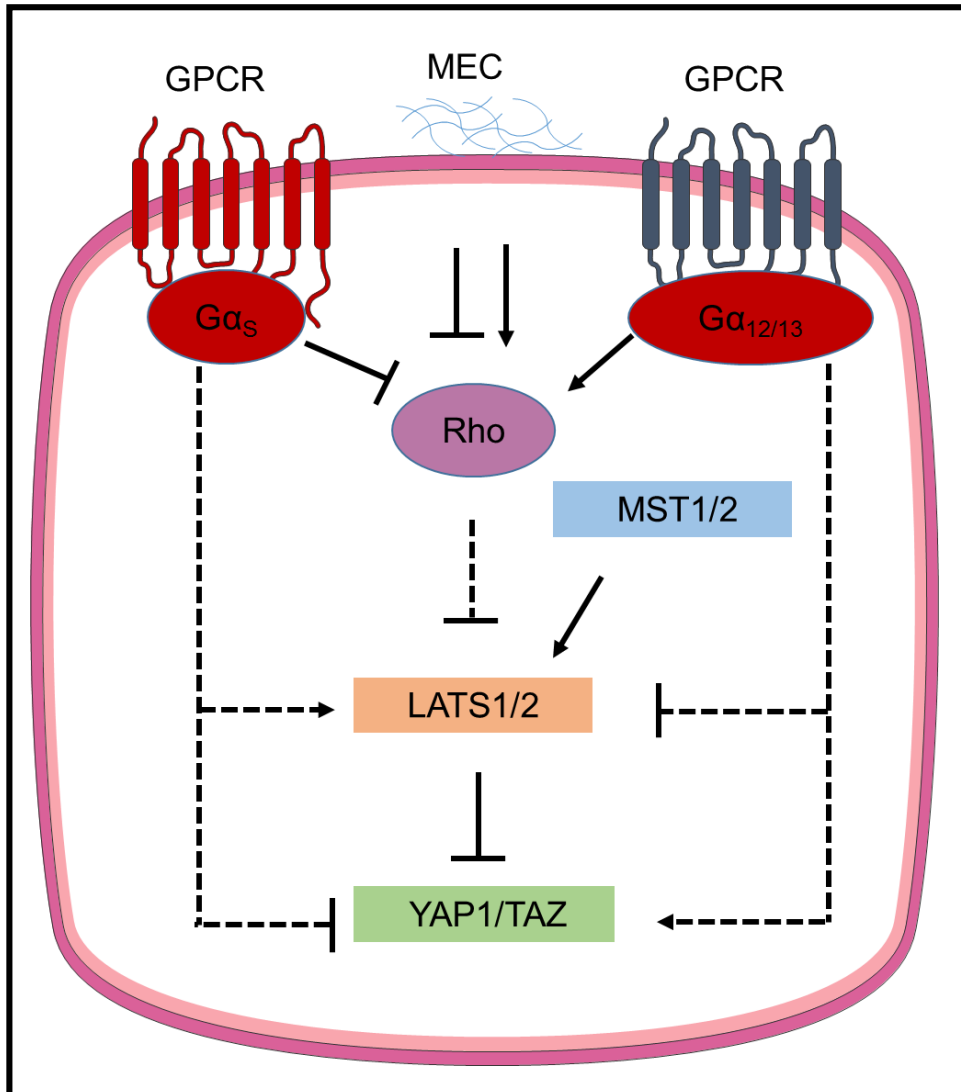 GPCR
MEC
GPCR
GαS
Gα12/13
Rho
MST1/2
LATS1/2
YAP1/TAZ